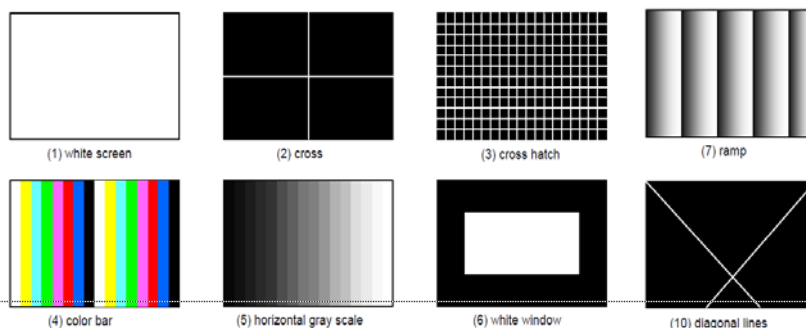 (1) white screen
(2) cross
(3) cross hatch
(7) ramp
(4) color bar
(5) horizontal gray scale
(6) white window
(10) diagonal lines